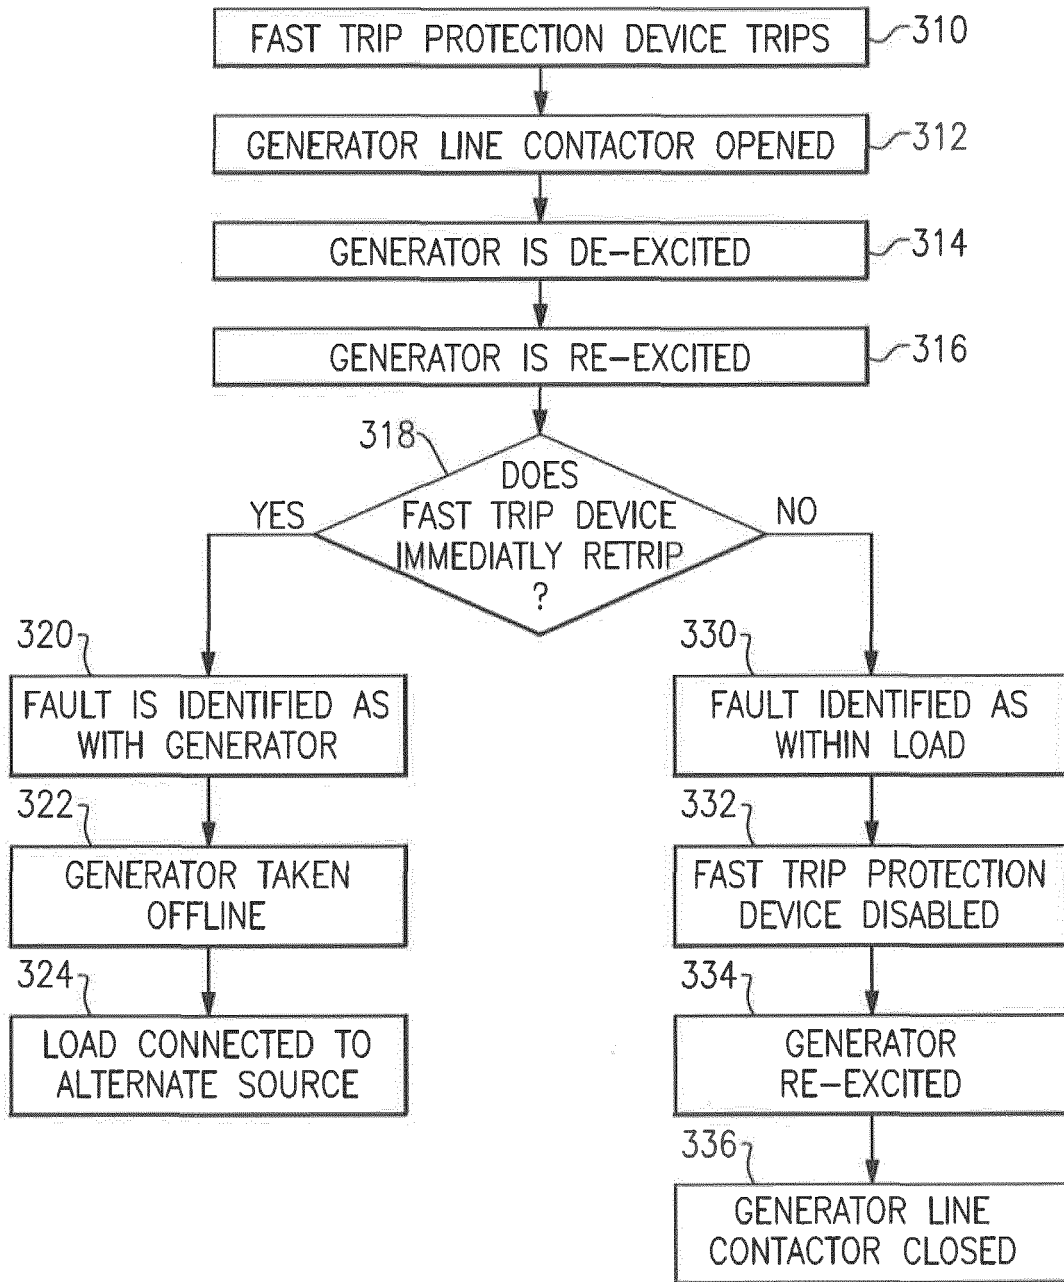 FAST TRIP PROTECTION DEVICE TRIPS
310
GENERATOR LINE CONTACTOR OPENED
312
GENERATOR IS DE-EXCITED
314
GENERATOR IS RE-EXCITED
316
318
DOES
FAST TRIP DEVICE
IMMEDIATLY RETRIP
?
YES
NO
320
FAULT IS IDENTIFIED AS
WITH GENERATOR
322
GENERATOR TAKEN
OFFLINE
324
LOAD CONNECTED TO
ALTERNATE SOURCE
330
FAULT IDENTIFIED AS
WITHIN LOAD
332
FAST TRIP PROTECTION
DEVICE DISABLED
334
GENERATOR
RE-EXCITED
336
GENERATOR LINE
CONTACTOR CLOSED